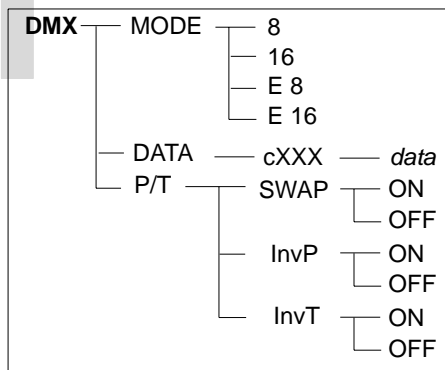 DMX MODE 8
16
E 8
E 16
DATA cXXX data
P/T SWAP ON
OFF
InvP ON
OFF
InvT ON
OFF